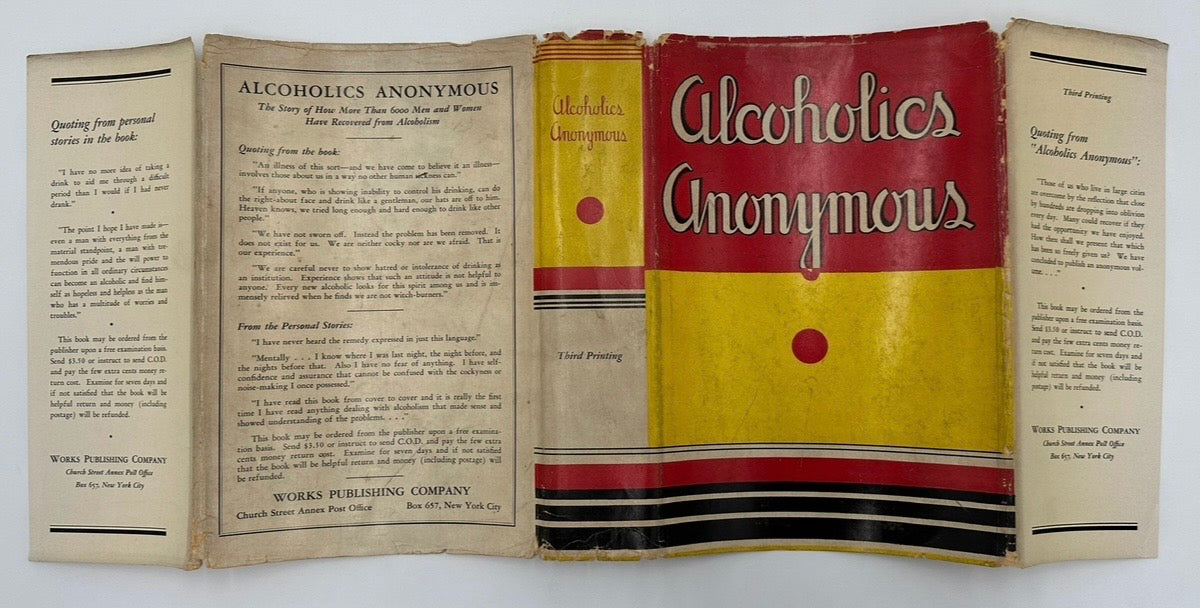 Quoting from personal
stories in the book:
"I have no more idea of taking a
drink to aid me through a difficult
period than I would if I had never
drank."
"The point I hope I have made is—
even a man with everything from the
material standpoint, a man with tre-
mendous pride and the will power to
function in all ordinary circumstances
can become an alcoholic and find him-
self as hopeless and helpless as the man
who has a multitude of worries and
troubles."
This book may be ordered from the
publisher upon a free examination basis.
Send $3.50 or instruct to send C.O.D.
and pay the few extra cents money re-
turn cost. Examine for seven days and
if not satisfied that the book will be
helpful return and money (including
postage) will be refunded.
WORKS PUBLISHING COMPANY
Church Street Annex Post Office
Box 657, New York City
ALCOHOLICS ANONYMOUS
The Story of How More Than 6000 Men and Women
Have Recovered from Alcoholism
Quoting from the book:
"An illness of this sort—and we have come to believe it an illness—
involves those about us in a way no other human sickness can."
"If anyone, who is showing inability to control his drinking, can do
the right-about face and drink like a gentleman, our hats are off to him.
Heaven knows, we tried long enough and hard enough to drink like other
people."
"We have not sworn off. Instead the problem has been removed. It
does not exist for us. We are neither cocky nor are we afraid. That is
our experience."
"We are careful never to show hatred or intolerance of drinking as
an institution. Experience shows that such an attitude is not helpful to
anyone. Every new alcoholic looks for this spirit among us and is im-
mensely relieved when he finds we are not witch-burners."
From the Personal Stories:
"I have never heard the remedy expressed in just this language."
"Mentally . . . I know where I was last night, the night before, and
the nights before that. Also I have no fear of anything. I have self-
confidence and assurance that cannot be confused with the cockyness or
noise-making I once possessed."
"I have read this book from cover to cover and it is really the first
time I have read anything dealing with alcoholism that made sense and
showed understanding of the problems. . . ."
This book may be ordered from the publisher upon a free examina-
tion basis. Send $3.50 or instruct to send C.O.D. and pay the few extra
cents money return cost. Examine for seven days and if not satisfied
that the book will be helpful return and money (including postage) will
be refunded.
WORKS PUBLISHING COMPANY
Church Street Annex Post Office Box 657, New York City
Alcoholics
Anonymous
Third Printing
Alcoholics
Anonymous
Third Printing
Quoting from
"Alcoholics Anonymous":
"Those of us who live in large cities
are overcome by the reflection that close
by hundreds are dropping into oblivion
every day. Many could recover if they
had the opportunity we have enjoyed.
How then shall we present that which
has been so freely given us? We have
concluded to publish an anonymous vol-
ume. . . ."
This book may be ordered from the
publisher upon a free examination basis.
Send $3.50 or instruct to send C.O.D.
and pay the few extra cents money re-
turn cost. Examine for seven days and
if not satisfied that the book will be
helpful return and money (including
postage) will be refunded.
WORKS PUBLISHING COMPANY
Church Street Annex Post Office
Box 657, New York City